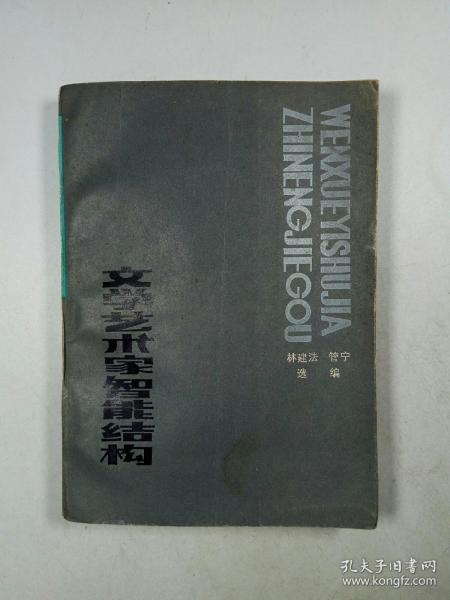 WENXUEYISHUJIA
ZHINENGJIEGOU
林建法 管宁
选编
文学艺术家智能结构
孔夫子旧书网
www.kongfz.com